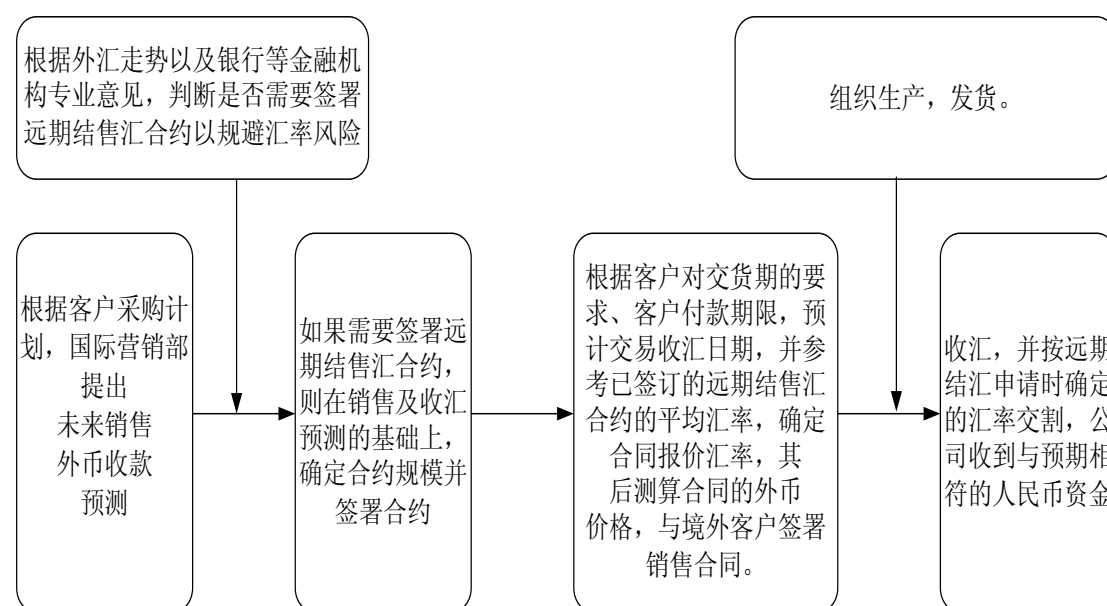 根据外汇走势以及银行等金融机
构专业意见，判断是否需要签署
远期结售汇合约以规避汇率风险
组织生产，发货。
根据客户采购计
划，国际营销部
提出
未来销售
外币收款
预测
如果需要签署远
期结售汇合约，
则在销售及收汇
预测的基础上，
确定合约规模并
签署合约
根据客户对交货期的要
求、客户付款期限，预
计交易收汇日期，并参
考已签订的远期结售汇
合约的平均汇率，确定
合同报价汇率，其
后测算合同的外币
价格，与境外客户签署
销售合同。
收汇，并按远期
结汇申请时确定
的汇率交割，公
司收到与预期相
符的人民币资金